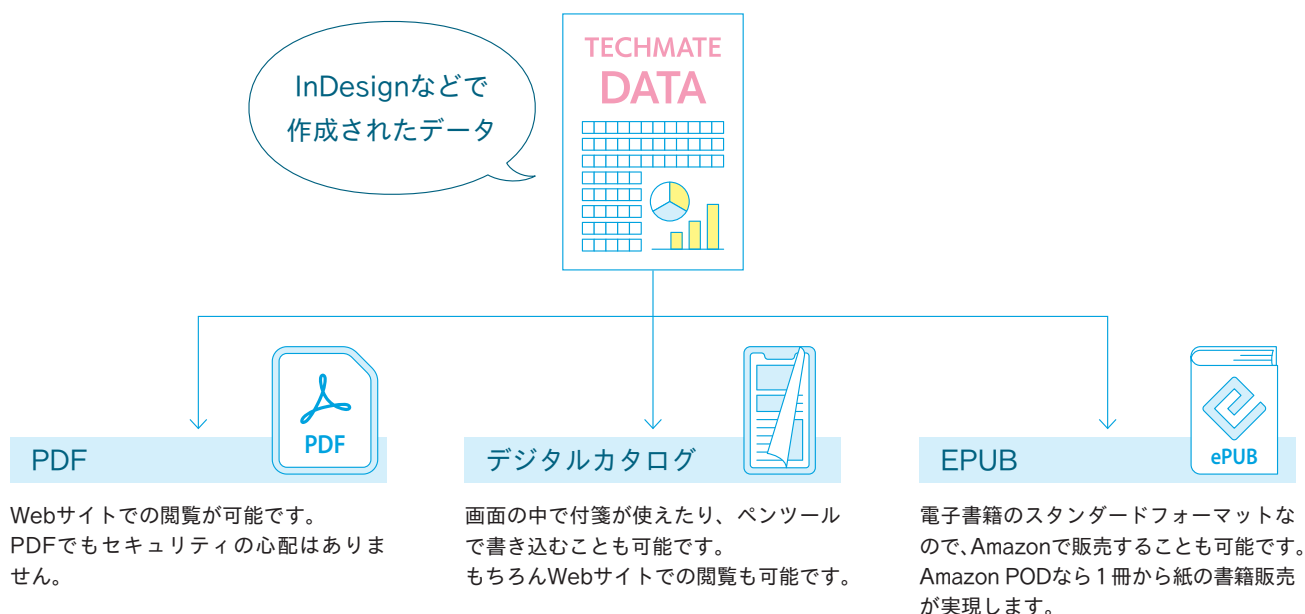 InDesignなどで
作成されたデータ
TECHMATE
DATA
PDF
PDF
Webサイトでの閲覧が可能です。
PDFでもセキュリティの心配はありま
せん。
デジタルカタログ
画面の中で付箋が使えたり、ペンツール
で書き込むことも可能です。
もちろんWebサイトでの閲覧も可能です。
EPUB
ePUB
電子書籍のスタンダードフォーマットな
ので、Amazonで販売することも可能です。
Amazon PODなら1冊から紙の書籍販売
が実現します。